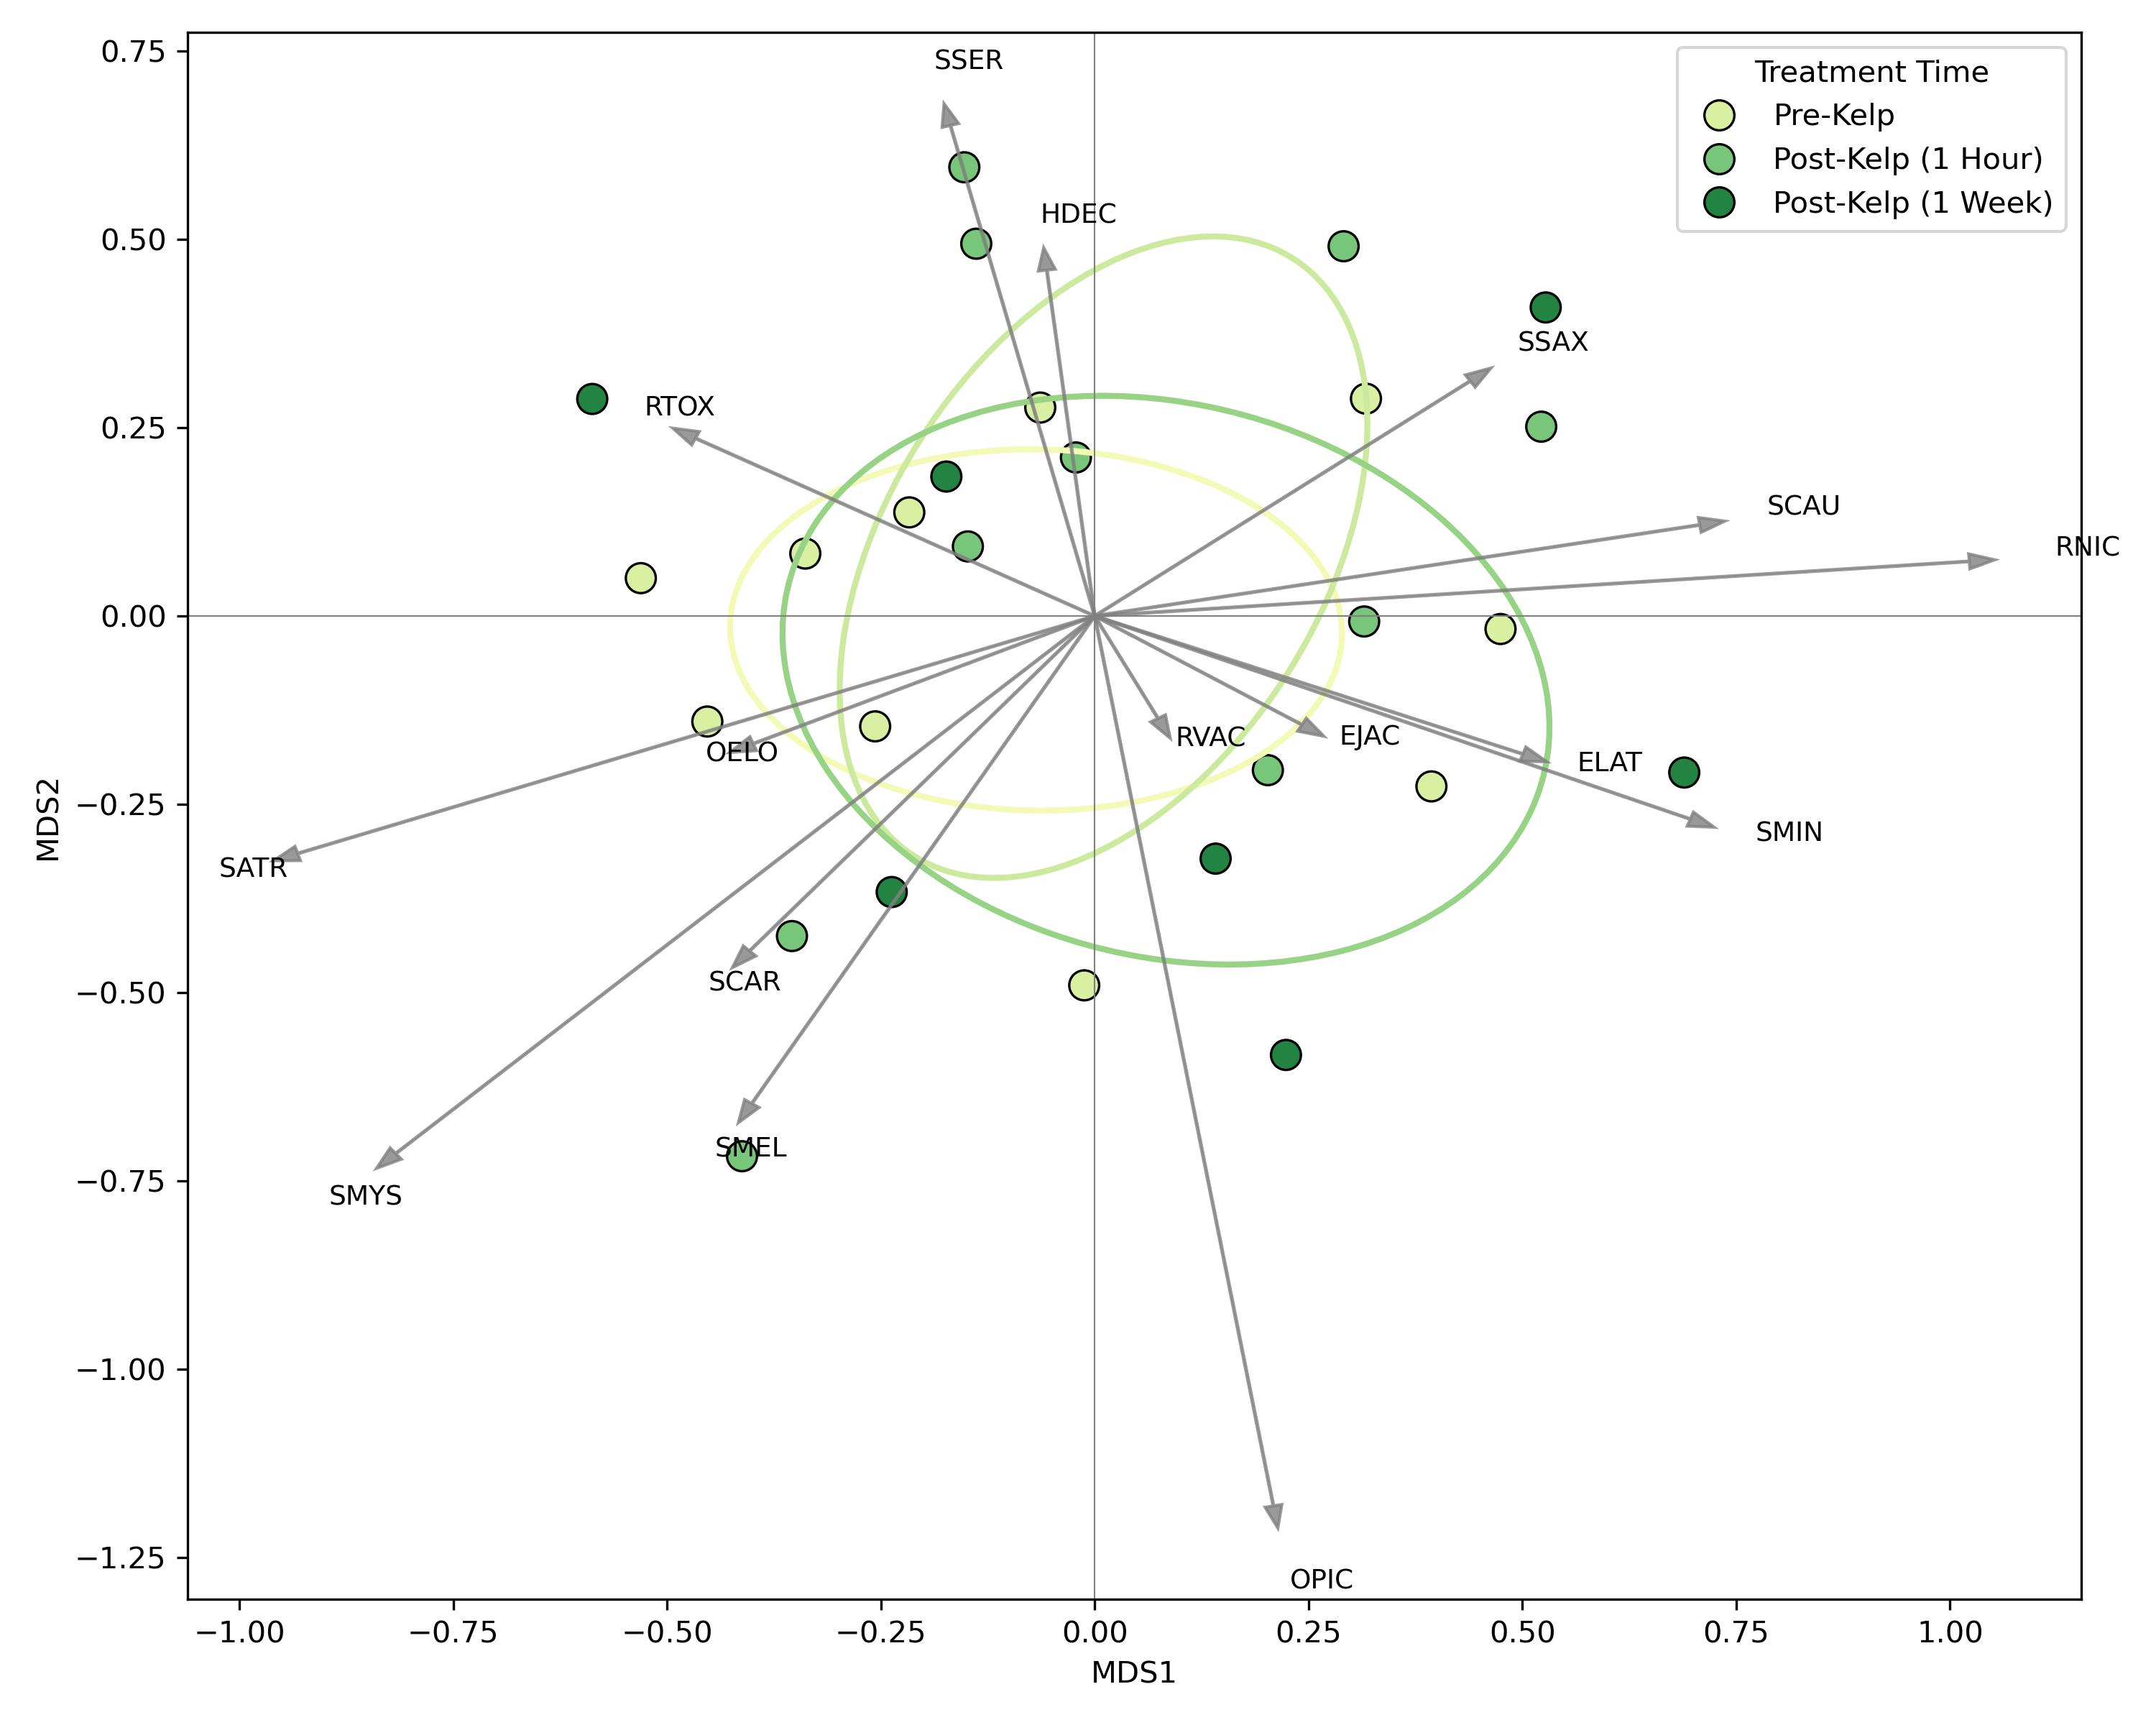 SSER
HDEC
SSAX
RTOX
SCAU
RNIC
RVAC
EJAC
OELO
ELAT
SMIN
SATR
SCAR
SMEL
SMYS
OPIC
Treatment Time
Pre-Kelp
Post-Kelp (1 Hour)
Post-Kelp (1 Week)
0.75
0.50
0.25
0.00
−0.25
−0.50
−0.75
−1.00
−1.25
MDS2
−1.00
−0.75
−0.50
−0.25
0.00
0.25
0.50
0.75
1.00
MDS1